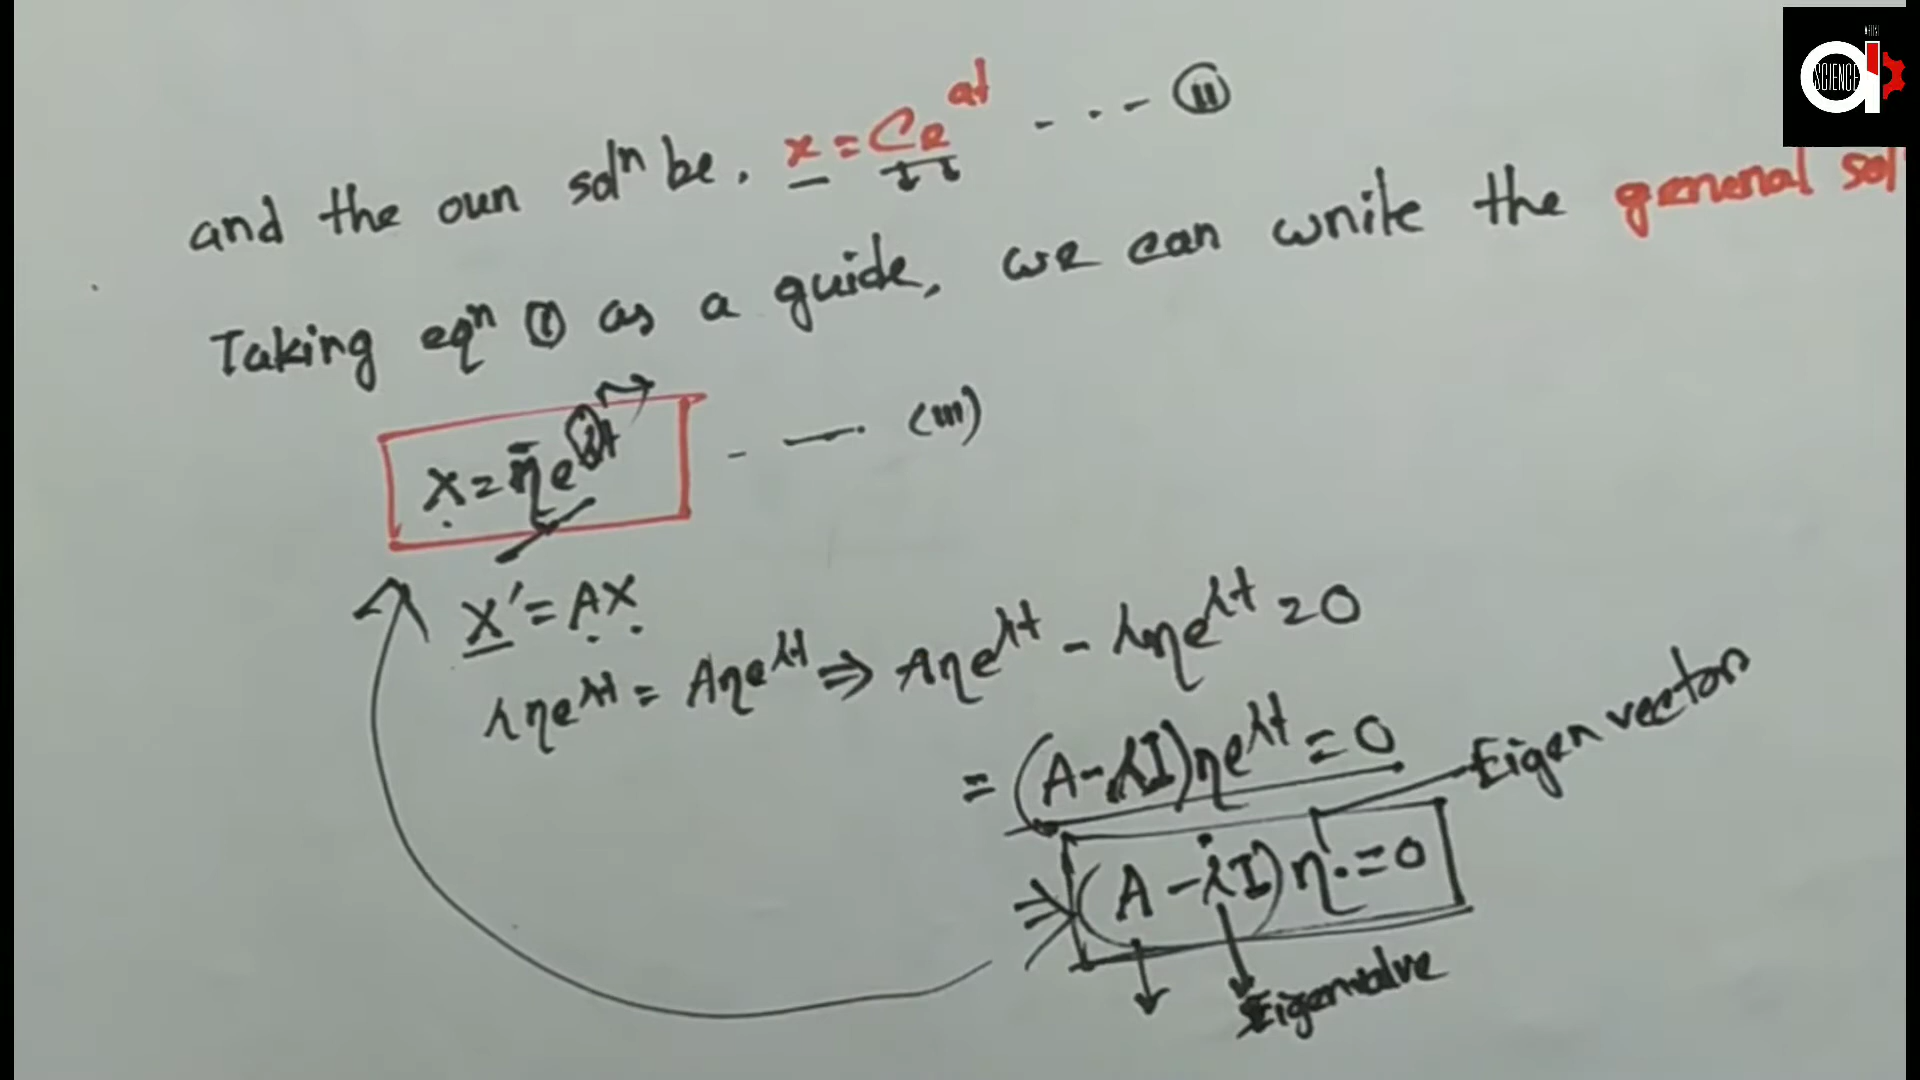 and the our solⁿ be, x = Ce^{at} - - - (ii)
Taking eqⁿ (i) as a guide, we can write the general sol
x = η̄e^{λt} - — (iii)
X' = AX
ληe^{λt} = Aηe^{λt} ⇒ Aηe^{λt} - ληe^{λt} = 0
= (A-λI)ηe^{λt} = 0
Eigen vector
⇒ (A-λI)η = 0
Eigenvalue
SCIENCE